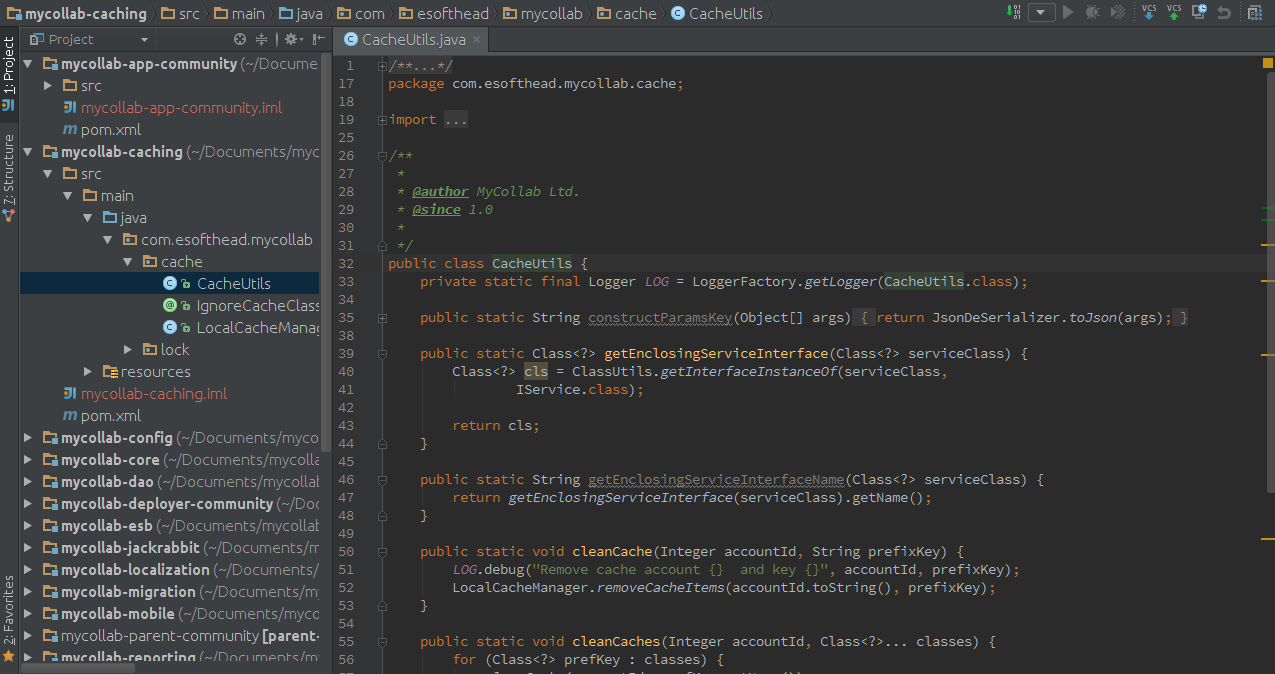 mycollab-caching src main java com esofthead mycollab cache CacheUtils
VCS VCS
1: Project
7: Structure
2: Favorites
Project
mycollab-app-community (~/Docume
src
mycollab-app-community.iml
pom.xml
mycollab-caching (~/Documents/myc
src
main
java
com.esofthead.mycollab
cache
CacheUtils
IgnoreCacheClass
LocalCacheManag
lock
resources
mycollab-caching.iml
pom.xml
mycollab-config (~/Documents/myco
mycollab-core (~/Documents/mycolla
mycollab-dao (~/Documents/mycollab
mycollab-deployer-community (~/Doc
mycollab-esb (~/Documents/mycollab
mycollab-jackrabbit (~/Documents/m
mycollab-localization (~/Documents/
mycollab-migration (~/Documents/m
mycollab-mobile (~/Documents/myco
mycollab-parent-community [parent-
mycollab-reporting (~/Documents/m
CacheUtils.java
1 /**...*/
17 package com.esofthead.mycollab.cache;
18
19 import ...
25
26 /**
27 *
28 * @author MyCollab Ltd.
29 * @since 1.0
30 *
31 */
32 public class CacheUtils {
33 private static final Logger LOG = LoggerFactory.getLogger(CacheUtils.class);
34
35 public static String constructParamsKey(Object[] args) { return JsonDeSerializer.toJson(args); }
38
39 public static Class<?> getEnclosingServiceInterface(Class<?> serviceClass) {
40 Class<?> cls = ClassUtils.getInterfaceInstanceOf(serviceClass,
41 IService.class);
42
43 return cls;
44 }
45
46 public static String getEnclosingServiceInterfaceName(Class<?> serviceClass) {
47 return getEnclosingServiceInterface(serviceClass).getName();
48 }
49
50 public static void cleanCache(Integer accountId, String prefixKey) {
51 LOG.debug("Remove cache account {}  and key {}", accountId, prefixKey);
52 LocalCacheManager.removeCacheItems(accountId.toString(), prefixKey);
53 }
54
55 public static void cleanCaches(Integer accountId, Class<?>... classes) {
56 for (Class<?> prefKey : classes) {